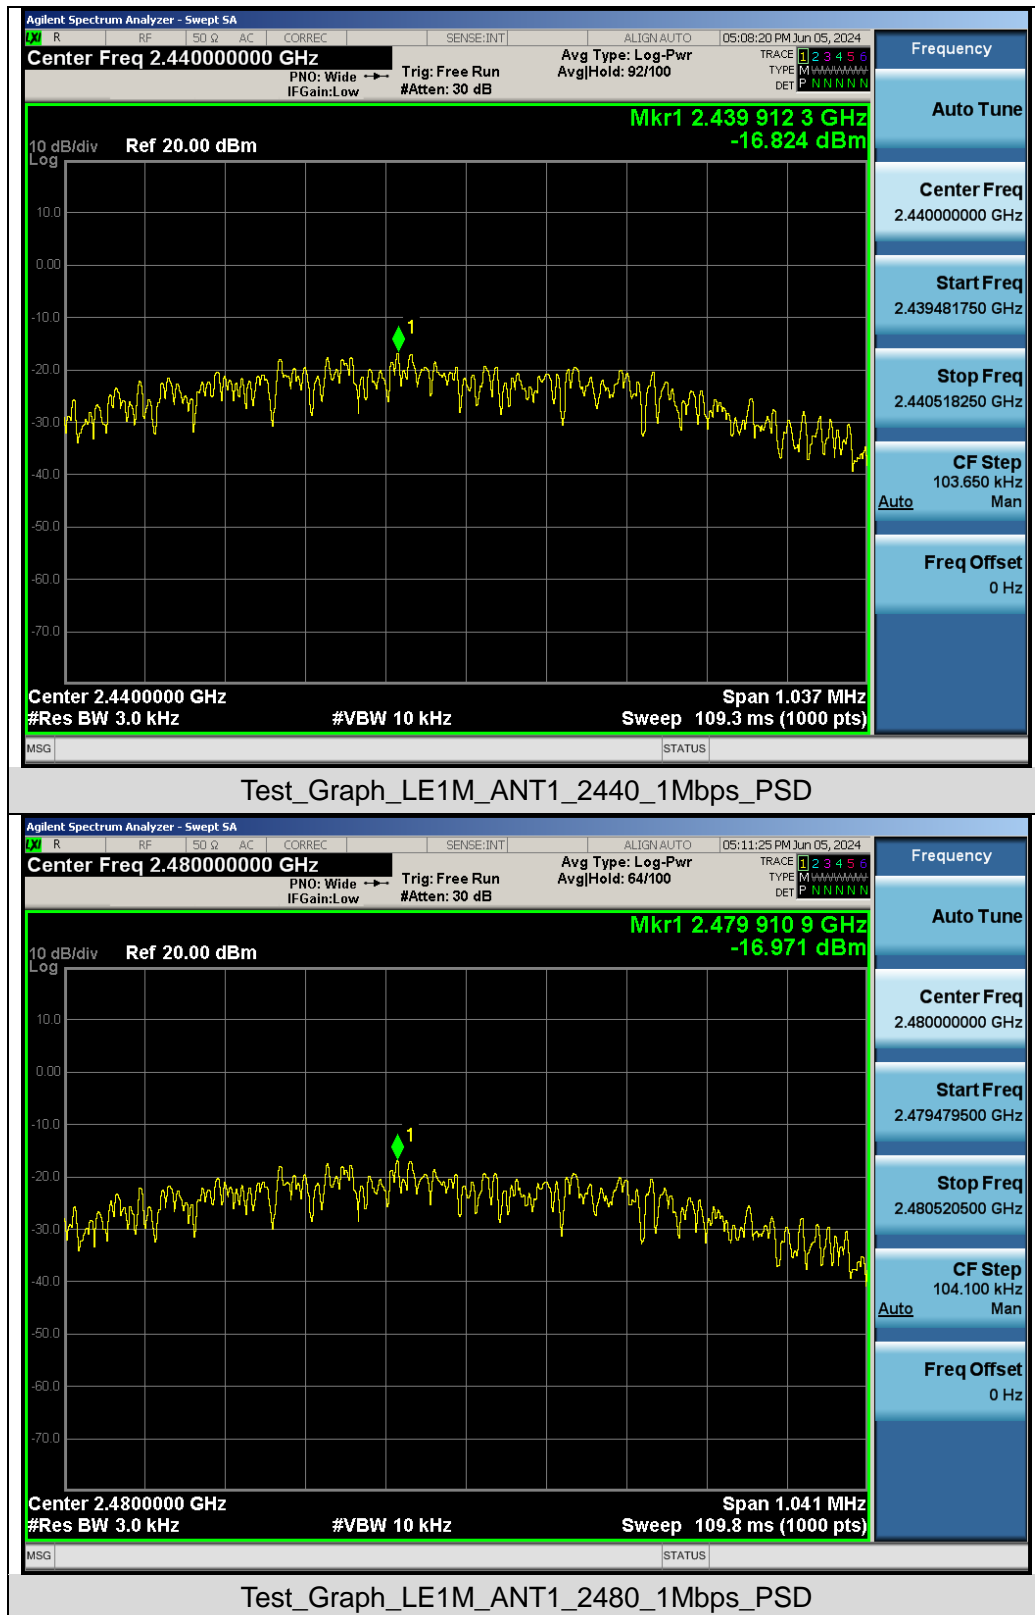 Agilent Spectrum Analyzer - Swept SA
LXI R RF 50 Ω AC CORREC SENSE:INT ALIGN AUTO 05:08:20 PM Jun 05, 2024
Center Freq 2.440000000 GHz
PNO: Wide
IFGain:Low
Trig: Free Run
#Atten: 30 dB
Avg Type: Log-Pwr
Avg|Hold: 92/100
TRACE 1 2 3 4 5 6
TYPE M W W W W W
DET P N N N N N
Mkr1 2.439 912 3 GHz
-16.824 dBm
10 dB/div Ref 20.00 dBm
Log
10.0
0.00
-10.0
-20.0
-30.0
-40.0
-50.0
-60.0
-70.0
1
Center 2.4400000 GHz
Span 1.037 MHz
#Res BW 3.0 kHz
#VBW 10 kHz
Sweep 109.3 ms (1000 pts)
MSG
STATUS
Frequency
Auto Tune
Center Freq
2.440000000 GHz
Start Freq
2.439481750 GHz
Stop Freq
2.440518250 GHz
CF Step
103.650 kHz
Auto Man
Freq Offset
0 Hz
Test_Graph_LE1M_ANT1_2440_1Mbps_PSD
Agilent Spectrum Analyzer - Swept SA
LXI R RF 50 Ω AC CORREC SENSE:INT ALIGN AUTO 05:11:25 PM Jun 05, 2024
Center Freq 2.480000000 GHz
PNO: Wide
IFGain:Low
Trig: Free Run
#Atten: 30 dB
Avg Type: Log-Pwr
Avg|Hold: 64/100
TRACE 1 2 3 4 5 6
TYPE M W W W W W
DET P N N N N N
Mkr1 2.479 910 9 GHz
-16.971 dBm
10 dB/div Ref 20.00 dBm
Log
10.0
0.00
-10.0
-20.0
-30.0
-40.0
-50.0
-60.0
-70.0
1
Center 2.4800000 GHz
Span 1.041 MHz
#Res BW 3.0 kHz
#VBW 10 kHz
Sweep 109.8 ms (1000 pts)
MSG
STATUS
Frequency
Auto Tune
Center Freq
2.480000000 GHz
Start Freq
2.479479500 GHz
Stop Freq
2.480520500 GHz
CF Step
104.100 kHz
Auto Man
Freq Offset
0 Hz
Test_Graph_LE1M_ANT1_2480_1Mbps_PSD